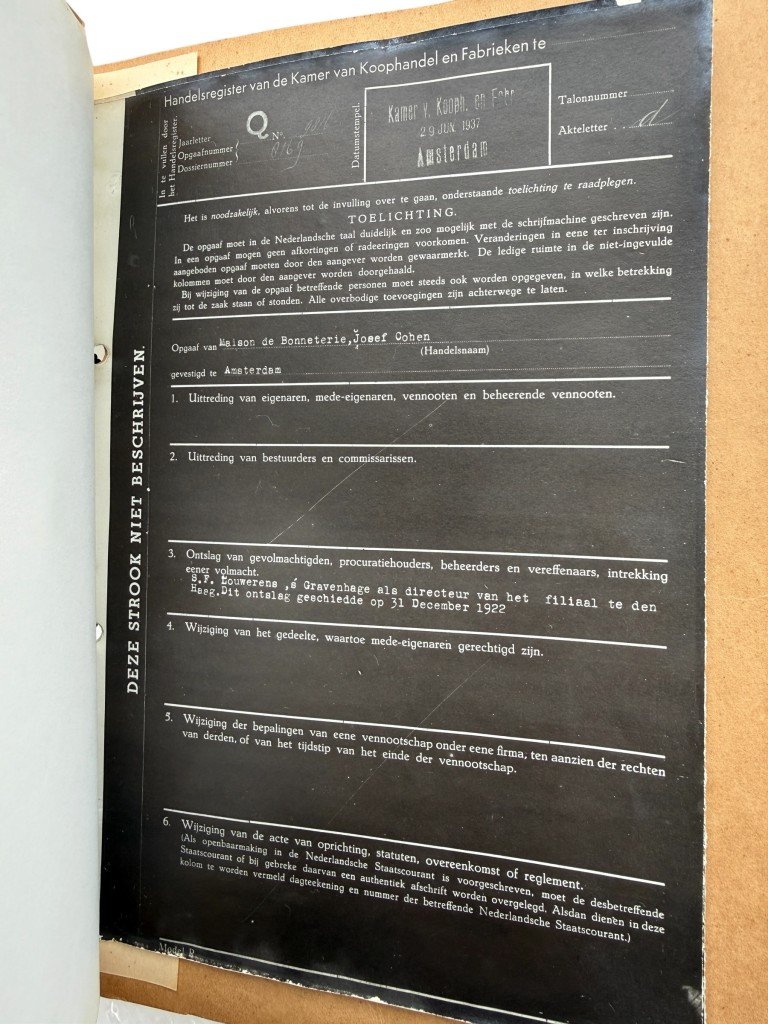 Handelsregister van de Kamer van Koophandel en Fabrieken te
In te vullen door
het Handelsregister.
Jaarletter
Opgaafnummer
Dossiernummer
Q No.
8169
Datumstempel.
Kamer v. Kooph. en Fabr.
29 JUN. 1937
Amsterdam
Talonnummer
Akteletter d
Het is noodzakelijk, alvorens tot de invulling over te gaan, onderstaande toelichting te raadplegen.
TOELICHTING.
De opgaaf moet in de Nederlandsche taal duidelijk en zoo mogelijk met de schrijfmachine geschreven zijn.
In een opgaaf mogen geen afkortingen of radeeringen voorkomen. Veranderingen in eene ter inschrijving
aangeboden opgaaf moeten door den aangever worden gewaarmerkt. De ledige ruimte in de niet-ingevulde
kolommen moet door den aangever worden doorgehaald.
Bij wijziging van de opgaaf betreffende personen moet steeds ook worden opgegeven, in welke betrekking
zij tot de zaak staan of stonden. Alle overbodige toevoegingen zijn achterwege te laten.
Opgaaf van Maison de Bonneterie, Josef Cohen
(Handelsnaam)
gevestigd te Amsterdam
DEZE STROOK NIET BESCHRIJVEN.
1. Uittreding van eigenaren, mede-eigenaren, vennooten en beheerende vennooten.
2. Uittreding van bestuurders en commissarissen.
3. Ontslag van gevolmachtigden, procuratiehouders, beheerders en vereffenaars, intrekking
eener volmacht.
S.F. Louwerens ,s Gravenhage als directeur van het filiaal te den
Haag.Dit ontslag geschiedde op 31 December 1922
4. Wijziging van het gedeelte, waartoe mede-eigenaren gerechtigd zijn.
5. Wijziging der bepalingen van eene vennootschap onder eene firma, ten aanzien der rechten
van derden, of van het tijdstip van het einde der vennootschap.
6. Wijziging van de acte van oprichting, statuten, overeenkomst of reglement.
(Als openbaarmaking in de Nederlandsche Staatscourant is voorgeschreven, moet de desbetreffende
Staatscourant of bij gebreke daarvan een authentiek afschrift worden overgelegd. Alsdan dienen in deze
kolom te worden vermeld dagteekening en nummer der betreffende Nederlandsche Staatscourant.)
Model B